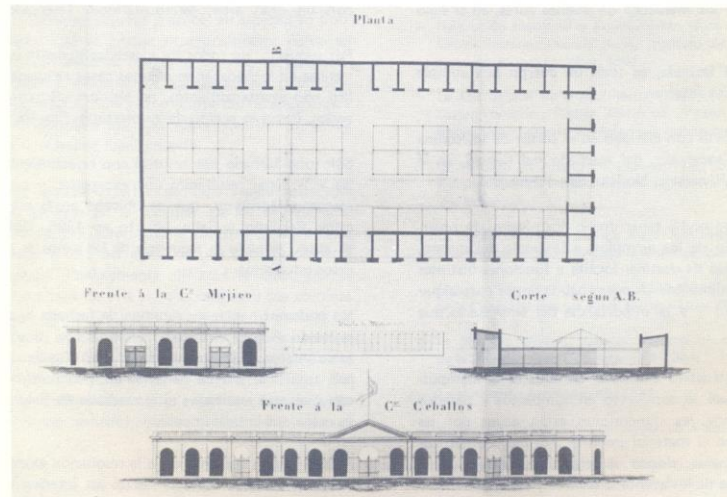 Planta
B
A
Frente á la Cᵉ Mejico
Corte segun A.B.
Frente á la Cᵉ Ceballos